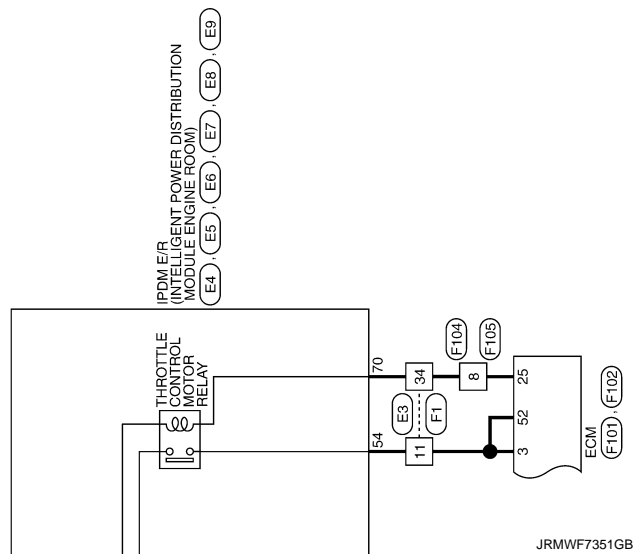 IPDM E/R
(INTELLIGENT POWER DISTRIBUTION
MODULE ENGINE ROOM)
E4 , E5 , E6 , E7 , E8 , E9
THROTTLE
CONTROL
MOTOR
RELAY
70
54
34
E3
F1
11
F104
8
F105
25
52
3
ECM
F101 , F102
JRMWF7351GB